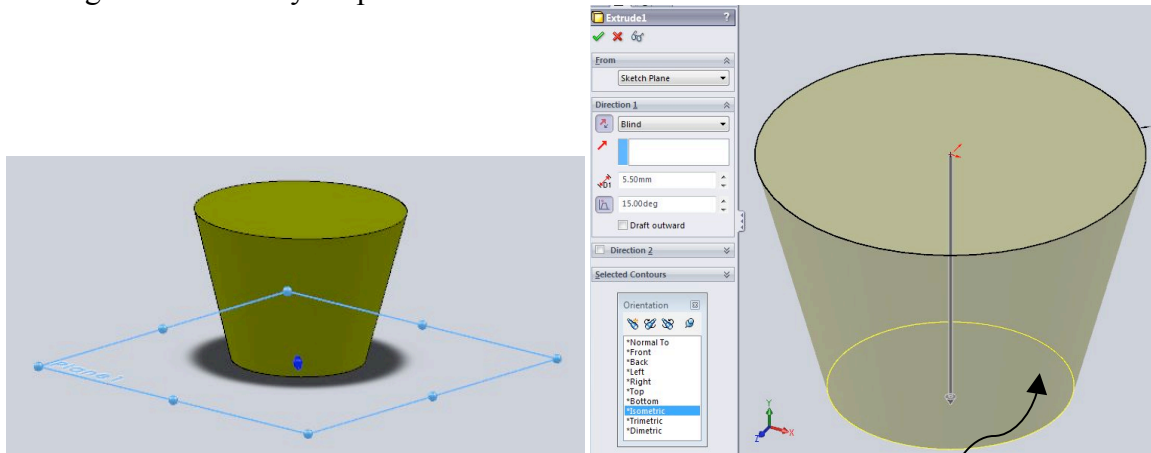 Extrude1 ?
From
Sketch Plane
Direction 1
Blind
D1 5.50mm
15.00deg
Draft outward
Direction 2
Selected Contours
Orientation
*Normal To
*Front
*Back
*Left
*Right
*Top
*Bottom
*Isometric
*Trimetric
*Dimetric
Plane1
Y
X
Z